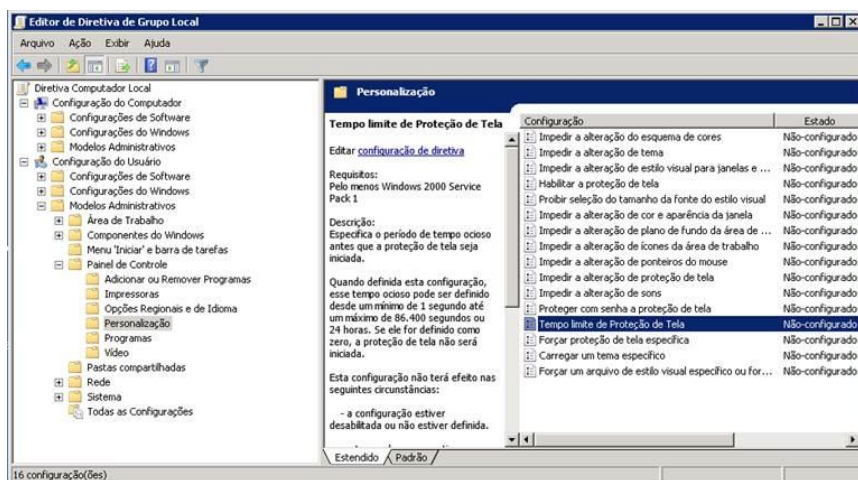 Editor de Diretiva de Grupo Local
Arquivo Ação Exibir Ajuda
Diretiva Computador Local
Configuração do Computador
Configurações de Software
Configurações do Windows
Modelos Administrativos
Configuração do Usuário
Configurações de Software
Configurações do Windows
Modelos Administrativos
Área de Trabalho
Componentes do Windows
Menu 'Iniciar' e barra de tarefas
Painel de Controle
Adicionar ou Remover Programas
Impressoras
Opções Regionais e de Idioma
Personalização
Programas
Vídeo
Pastas compartilhadas
Rede
Sistema
Todas as Configurações
Personalização
Tempo limite de Proteção de Tela
Editar configuração de diretiva
Requisitos:
Pelo menos Windows 2000 Service
Pack 1
Descrição:
Especifica o período de tempo ocioso
antes que a proteção de tela seja
iniciada.
Quando definida esta configuração,
esse tempo ocioso pode ser definido
desde um mínimo de 1 segundo até
um máximo de 86.400 segundos ou
24 horas. Se ele for definido como
zero, a proteção de tela não será
iniciada.
Esta configuração não terá efeito nas
seguintes circunstâncias:
- a configuração estiver
desabilitada ou não estiver definida.
Configuração Estado
Impedir a alteração do esquema de cores Não-configurado
Impedir a alteração de tema Não-configurado
Impedir a alteração de estilo visual para janelas e ... Não-configurado
Habilitar a proteção de tela Não-configurado
Proibir seleção do tamanho da fonte do estilo visual Não-configurado
Impedir a alteração de cor e aparência da janela Não-configurado
Impedir a alteração de plano de fundo da área de ... Não-configurado
Impedir a alteração de ícones da área de trabalho Não-configurado
Impedir a alteração de ponteiros do mouse Não-configurado
Impedir a alteração de proteção de tela Não-configurado
Impedir a alteração de sons Não-configurado
Proteger com senha a proteção de tela Não-configurado
Tempo limite de Proteção de Tela Não-configurado
Forçar proteção de tela específica Não-configurado
Carregar um tema específico Não-configurado
Forçar um arquivo de estilo visual específico ou for... Não-configurado
Estendido Padrão
16 configuração(ões)